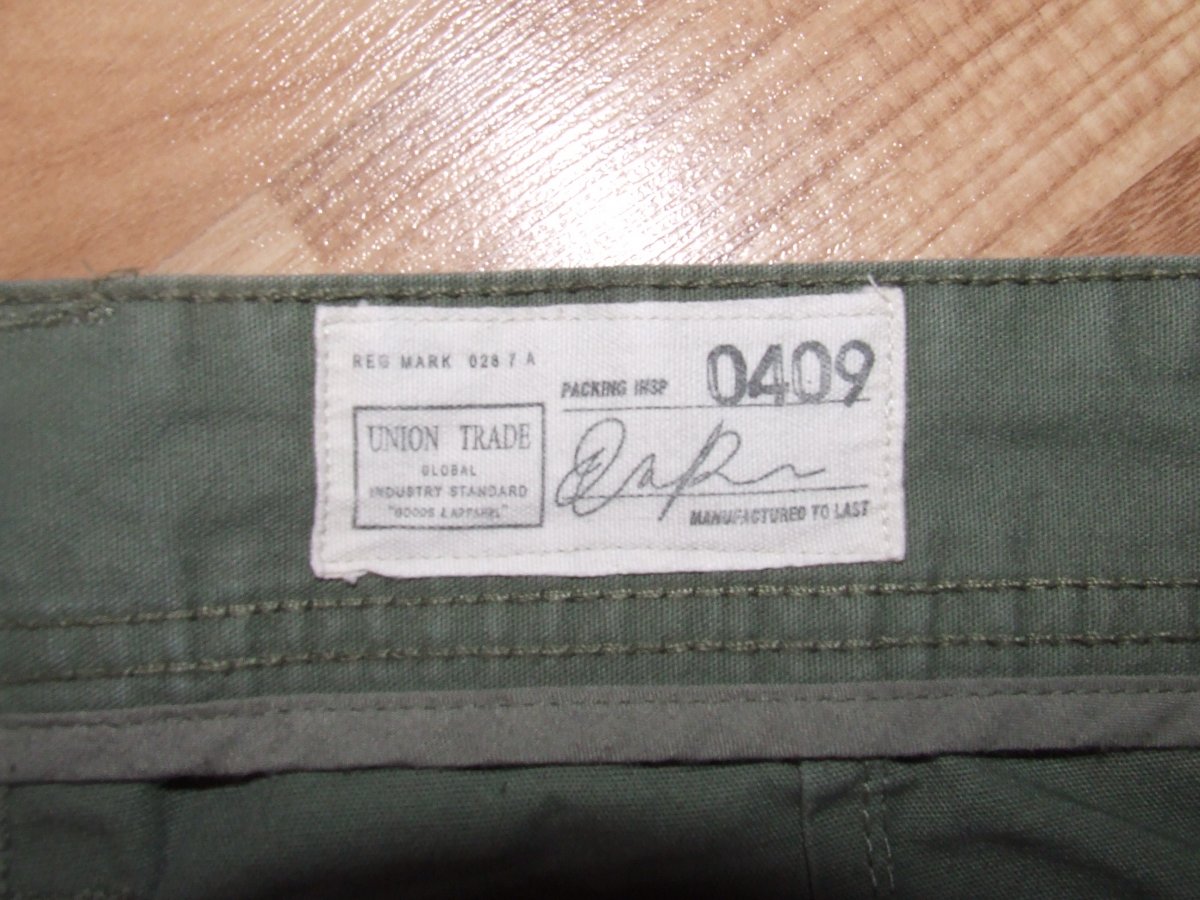 REG MARK 028 7 A
UNION TRADE
GLOBAL
INDUSTRY STANDARD
"GOODS & APPAREL"
PACKING INSP 0409
MANUFACTURED TO LAST